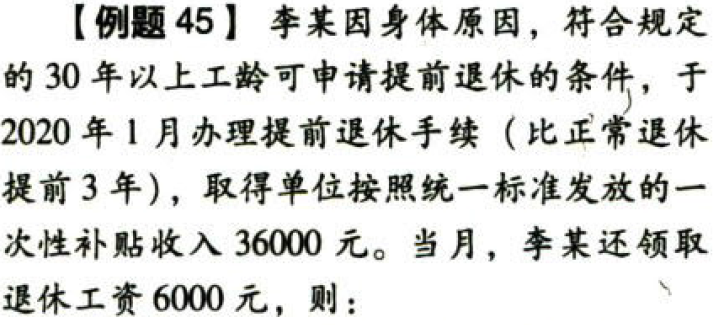 【例题 45】 李某因身体原因，符合规定
的 30 年以上工龄可申请提前退休的条件，于
2020 年 1 月办理提前退休手续（比正常退休
提前 3 年），取得单位按照统一标准发放的一
次性补贴收入 36000 元。当月，李某还领取
退休工资 6000 元，则：